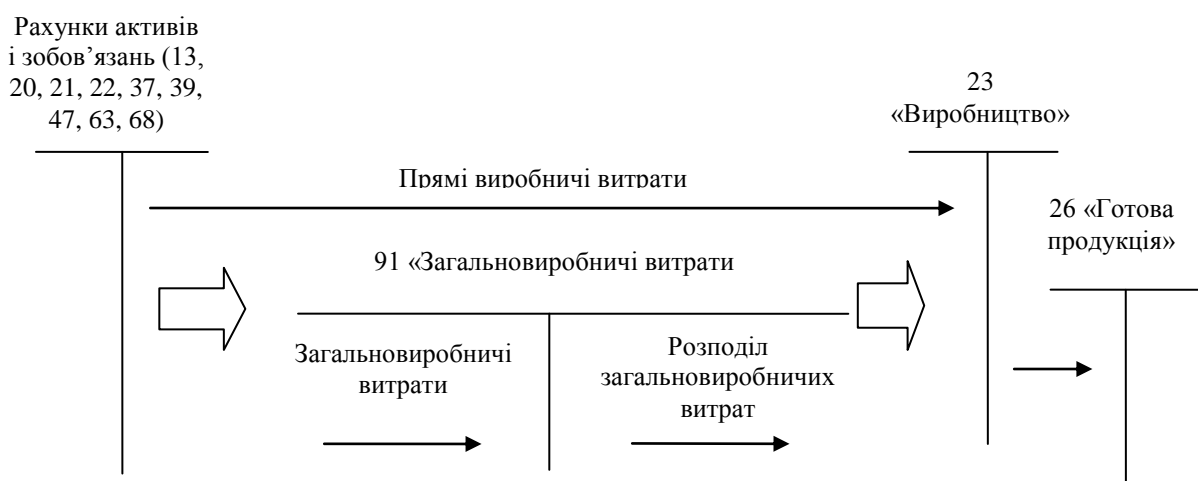 Рахунки активів
і зобов’язань (13,
20, 21, 22, 37, 39,
47, 63, 68)
23
«Виробництво»
Прямі виробничі витрати
26 «Готова
продукція»
91 «Загальновиробничі витрати
Загальновиробничі
витрати
Розподіл
загальновиробничих
витрат